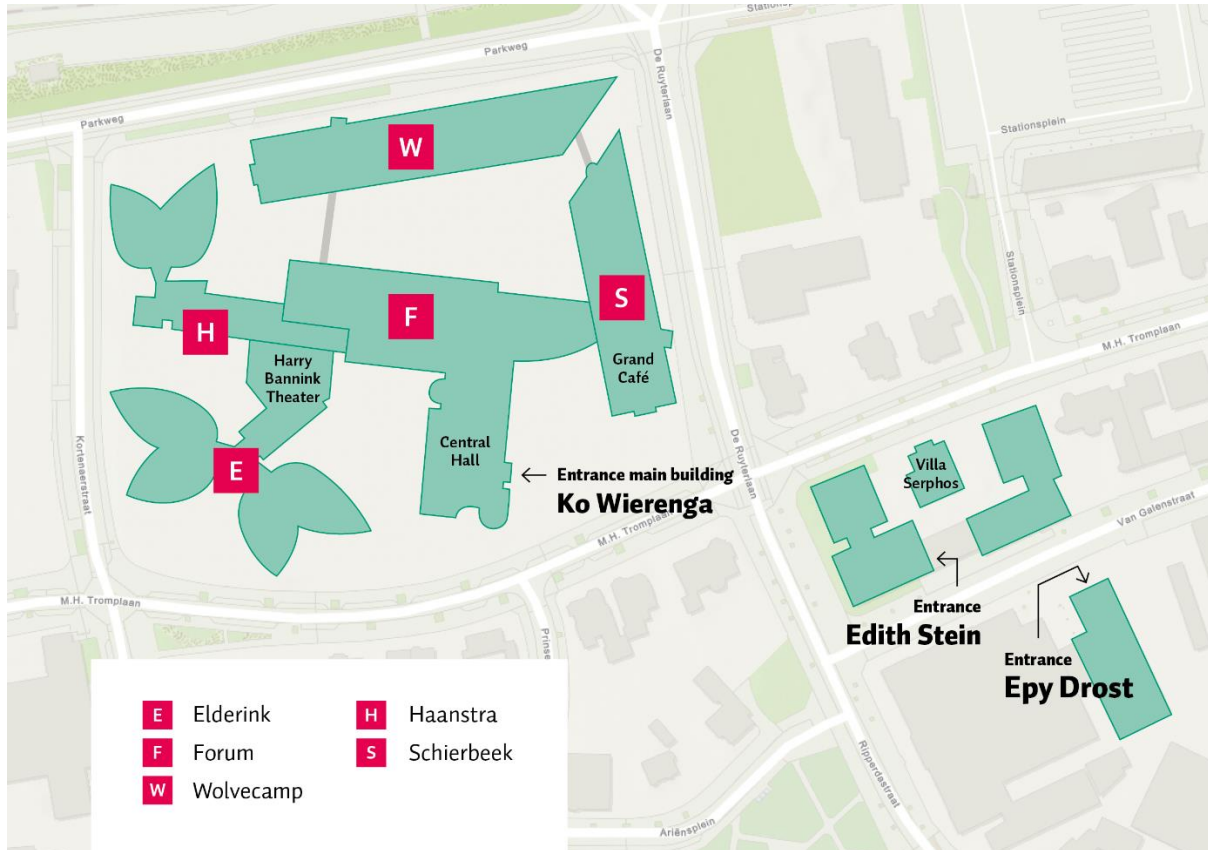 Stationsplein
Parkweg
De Ruyterlaan
Parkweg
Stationsplein
W
Stationsplein
S
F
H
M.H. Tromplaan
Grand
Café
Harry
Bannink
Theater
Kortenaerstraat
Central
Hall
De Ruyterlaan
E
Entrance main building
Ko Wierenga
Villa
Serphos
Van Galenstraat
M.H. Tromplaan
M.H. Tromplaan
Entrance
Edith Stein
Prinse
Entrance
Epy Drost
E Elderink
F Forum
W Wolvecamp
H Haanstra
S Schierbeek
Ripperdastraat
Ariënsplein